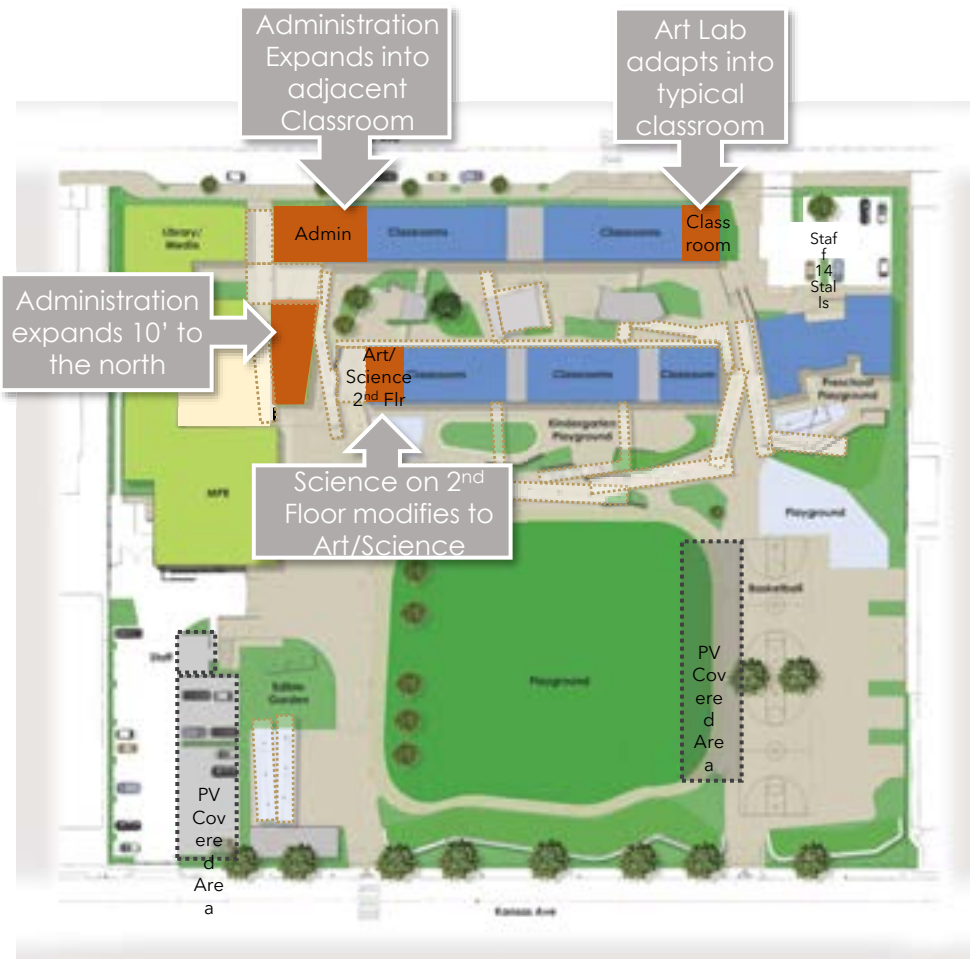 Administration
Expands into
adjacent
Classroom
Art Lab
adapts into
typical
classroom
Library/
Media
Admin
Classrooms
Classrooms
Class
room
Staf
f
14
Stal
ls
Administration
expands 10’ to
the north
Art/
Science
2nd Flr
Classrooms
Classrooms
Classroom
Preschool
Playground
Kindergarten
Playground
MPR
Science on 2nd
Floor modifies to
Art/Science
Playground
Basketball
Staff
Edible
Garden
Playground
PV
Cov
ere
d
Are
a
PV
Cov
ere
d
Are
a
Kansas Ave